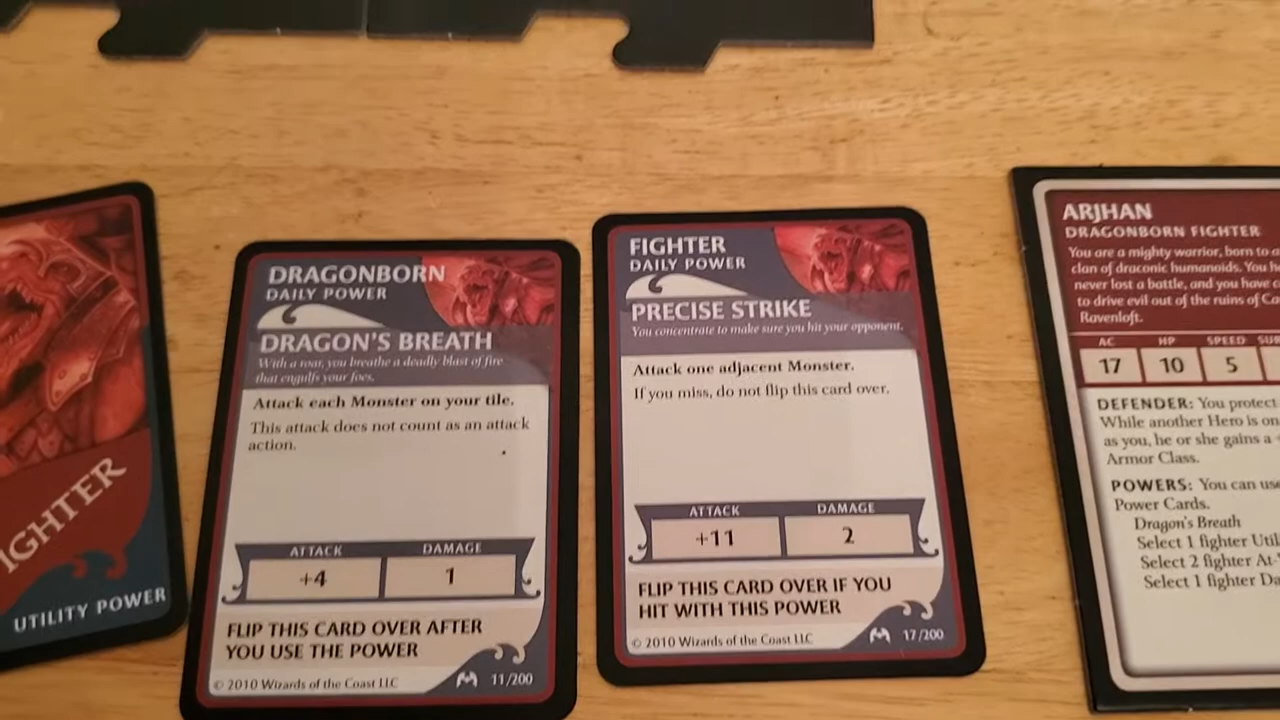 IGHTER
UTILITY POWER
DRAGONBORN
DAILY POWER
DRAGON'S BREATH
With a roar, you breathe a deadly blast of fire
that engulfs your foes.
Attack each Monster on your tile.
This attack does not count as an attack
action.
ATTACK DAMAGE
+4 1
FLIP THIS CARD OVER AFTER
YOU USE THE POWER
© 2010 Wizards of the Coast LLC
11/200
FIGHTER
DAILY POWER
PRECISE STRIKE
You concentrate to make sure you hit your opponent.
Attack one adjacent Monster.
If you miss, do not flip this card over.
ATTACK DAMAGE
+11 2
FLIP THIS CARD OVER IF YOU
HIT WITH THIS POWER
© 2010 Wizards of the Coast LLC
17/200
ARJHAN
DRAGONBORN FIGHTER
You are a mighty warrior, born to a
clan of draconic humanoids. You h
never lost a battle, and you have c
to drive evil out of the ruins of Ca
Ravenloft.
AC HP SPEED SUR
17 10 5
DEFENDER: You protect
While another Hero is on
as you, he or she gains a
Armor Class.
POWERS: You can use
Power Cards.
Dragon's Breath
Select 1 fighter Utili
Select 2 fighter At-
Select 1 fighter Da